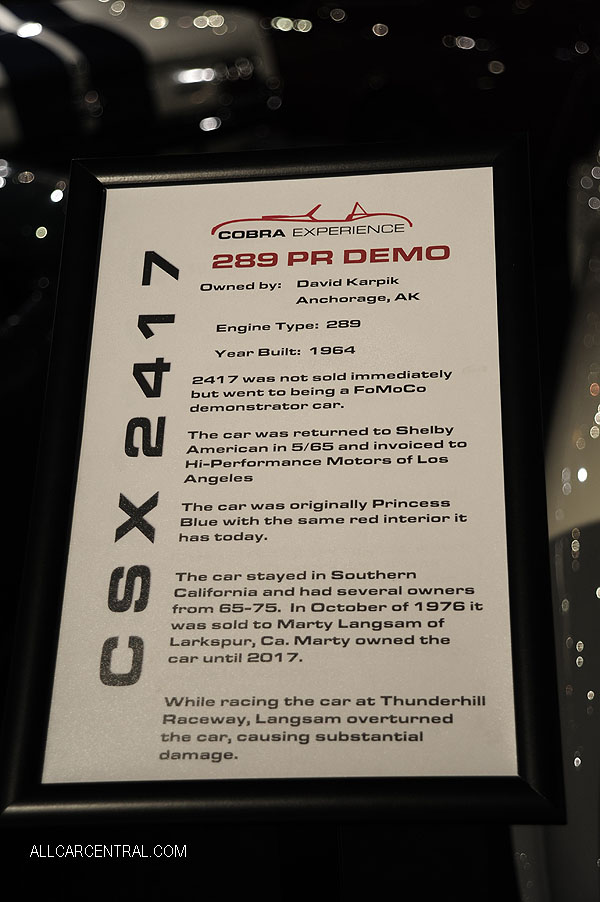 COBRA EXPERIENCE
289 PR DEMO
Owned by: David Karpik
Anchorage, AK
Engine Type: 289
Year Built: 1964
CSX 2417
2417 was not sold immediately
but went to being a FoMoCo
demonstrator car.
The car was returned to Shelby
American in 5/65 and invoiced to
Hi-Performance Motors of Los
Angeles
The car was originally Princess
Blue with the same red interior it
has today.
The car stayed in Southern
California and had several owners
from 65-75. In October of 1976 it
was sold to Marty Langsam of
Larkspur, Ca. Marty owned the
car until 2017.
While racing the car at Thunderhill
Raceway, Langsam overturned
the car, causing substantial
damage.
ALLCARCENTRAL.COM